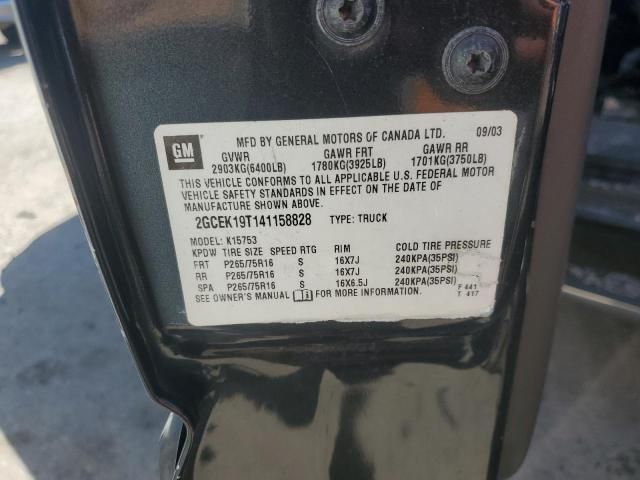 GM
MFD BY GENERAL MOTORS OF CANADA LTD. 09/03
GVWR GAWR FRT GAWR RR
2903KG(6400LB) 1780KG(3925LB) 1701KG(3750LB)
THIS VEHICLE CONFORMS TO ALL APPLICABLE U.S. FEDERAL MOTOR
VEHICLE SAFETY STANDARDS IN EFFECT ON THE DATE OF
MANUFACTURE SHOWN ABOVE.
2GCEK19T141158828 TYPE: TRUCK
MODEL: K15753
KPDW TIRE SIZE SPEED RTG RIM COLD TIRE PRESSURE
FRT P265/75R16 S 16X7J 240KPA(35PSI)
RR P265/75R16 S 16X7J 240KPA(35PSI)
SPA P265/75R16 S 16X6.5J 240KPA(35PSI)
SEE OWNER'S MANUAL FOR MORE INFORMATION. F 441
T 417